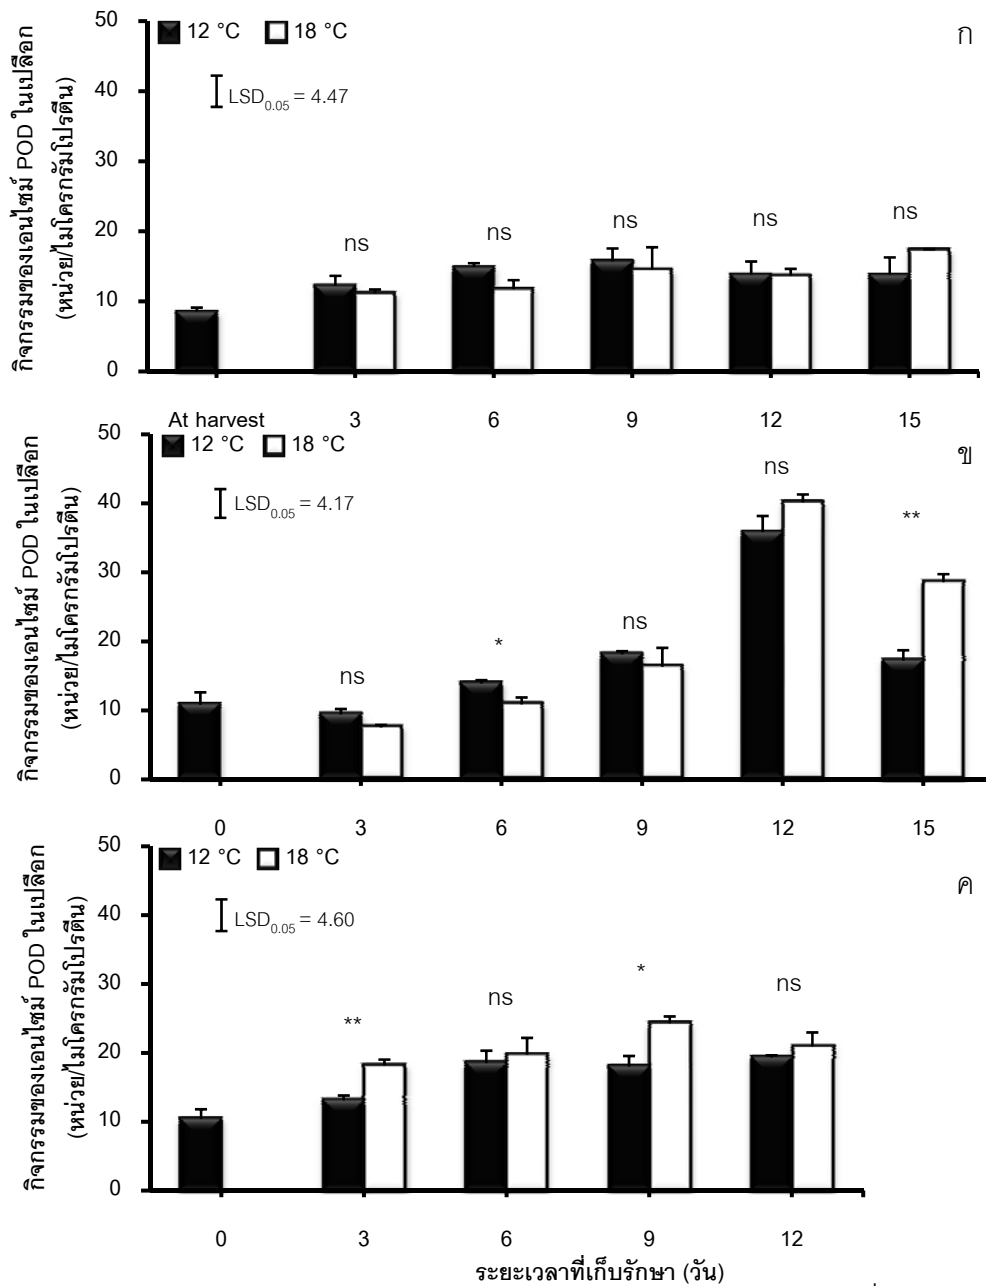 กิจกรรมของเอนไซม์ POD ในเปลือก
(หน่วย/ไมโครกรัมโปรตีน)
50
40
30
20
10
0
12 °C 18 °C
ก
LSD0.05 = 4.47
ns ns ns ns ns
At harvest 3 6 9 12 15
กิจกรรมของเอนไซม์ POD ในเปลือก
(หน่วย/ไมโครกรัมโปรตีน)
50
40
30
20
10
0
12 °C 18 °C
ข
LSD0.05 = 4.17
ns * ns ns **
0 3 6 9 12 15
กิจกรรมของเอนไซม์ POD ในเปลือก
(หน่วย/ไมโครกรัมโปรตีน)
50
40
30
20
10
0
12 °C 18 °C
ค
LSD0.05 = 4.60
** ns * ns
0 3 6 9 12
ระยะเวลาที่เก็บรักษา (วัน)